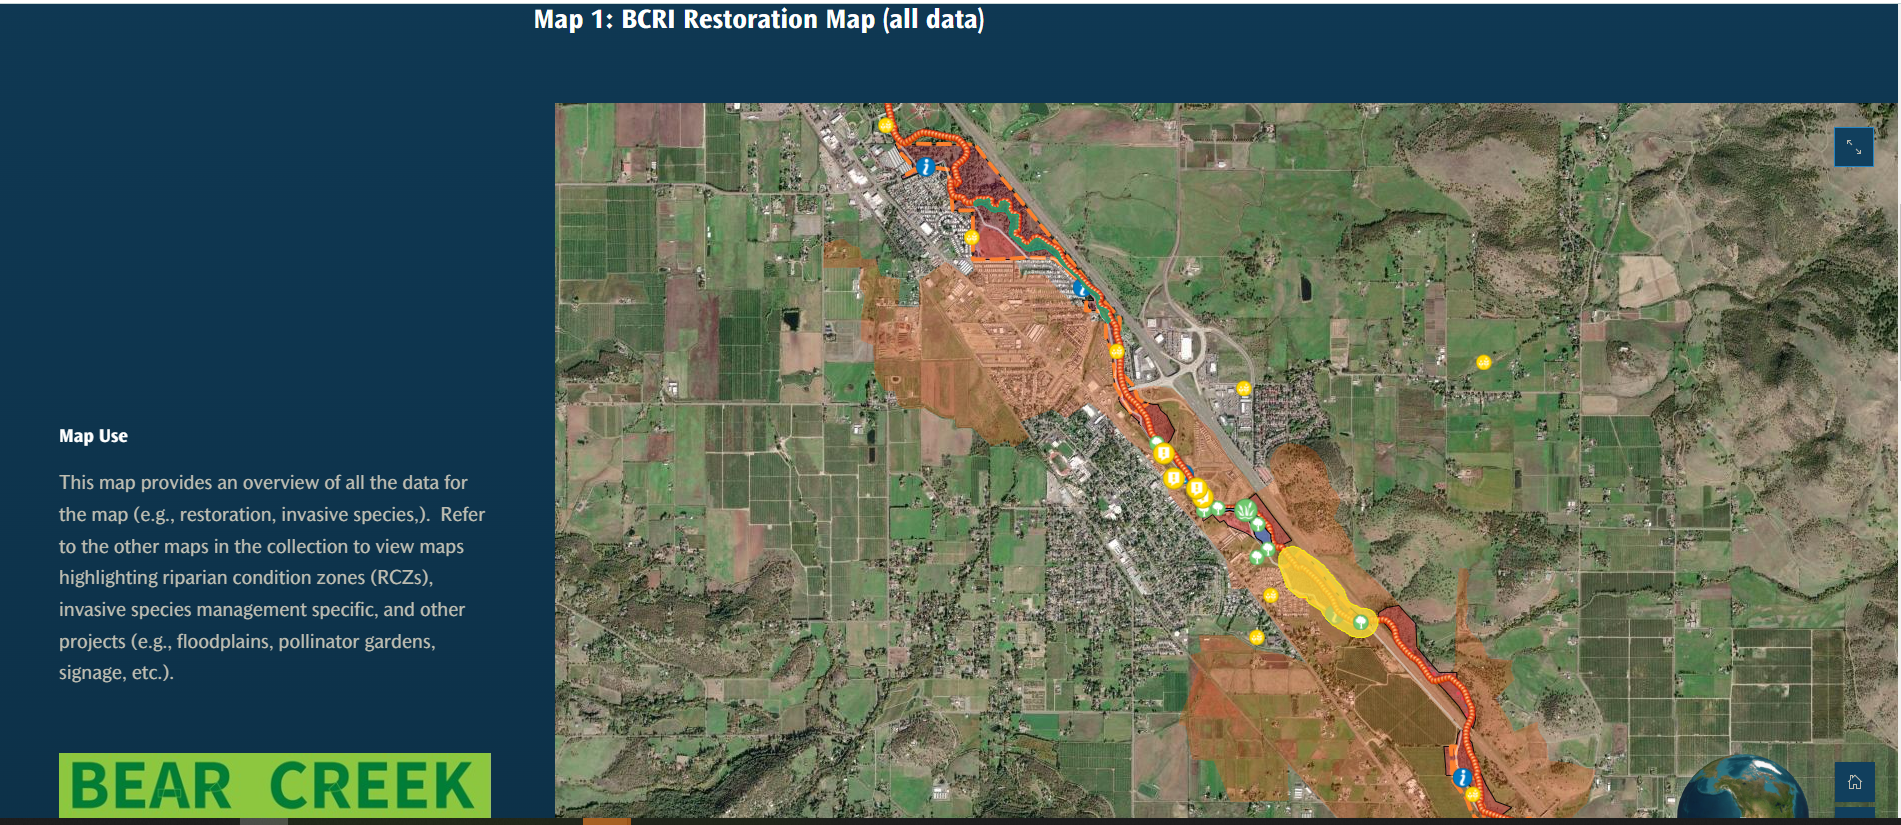 Map 1: BCRI Restoration Map (all data)
Map Use
This map provides an overview of all the data for
the map (e.g., restoration, invasive species,).  Refer
to the other maps in the collection to view maps
highlighting riparian condition zones (RCZs),
invasive species management specific, and other
projects (e.g., floodplains, pollinator gardens,
signage, etc.).
BEAR CREEK